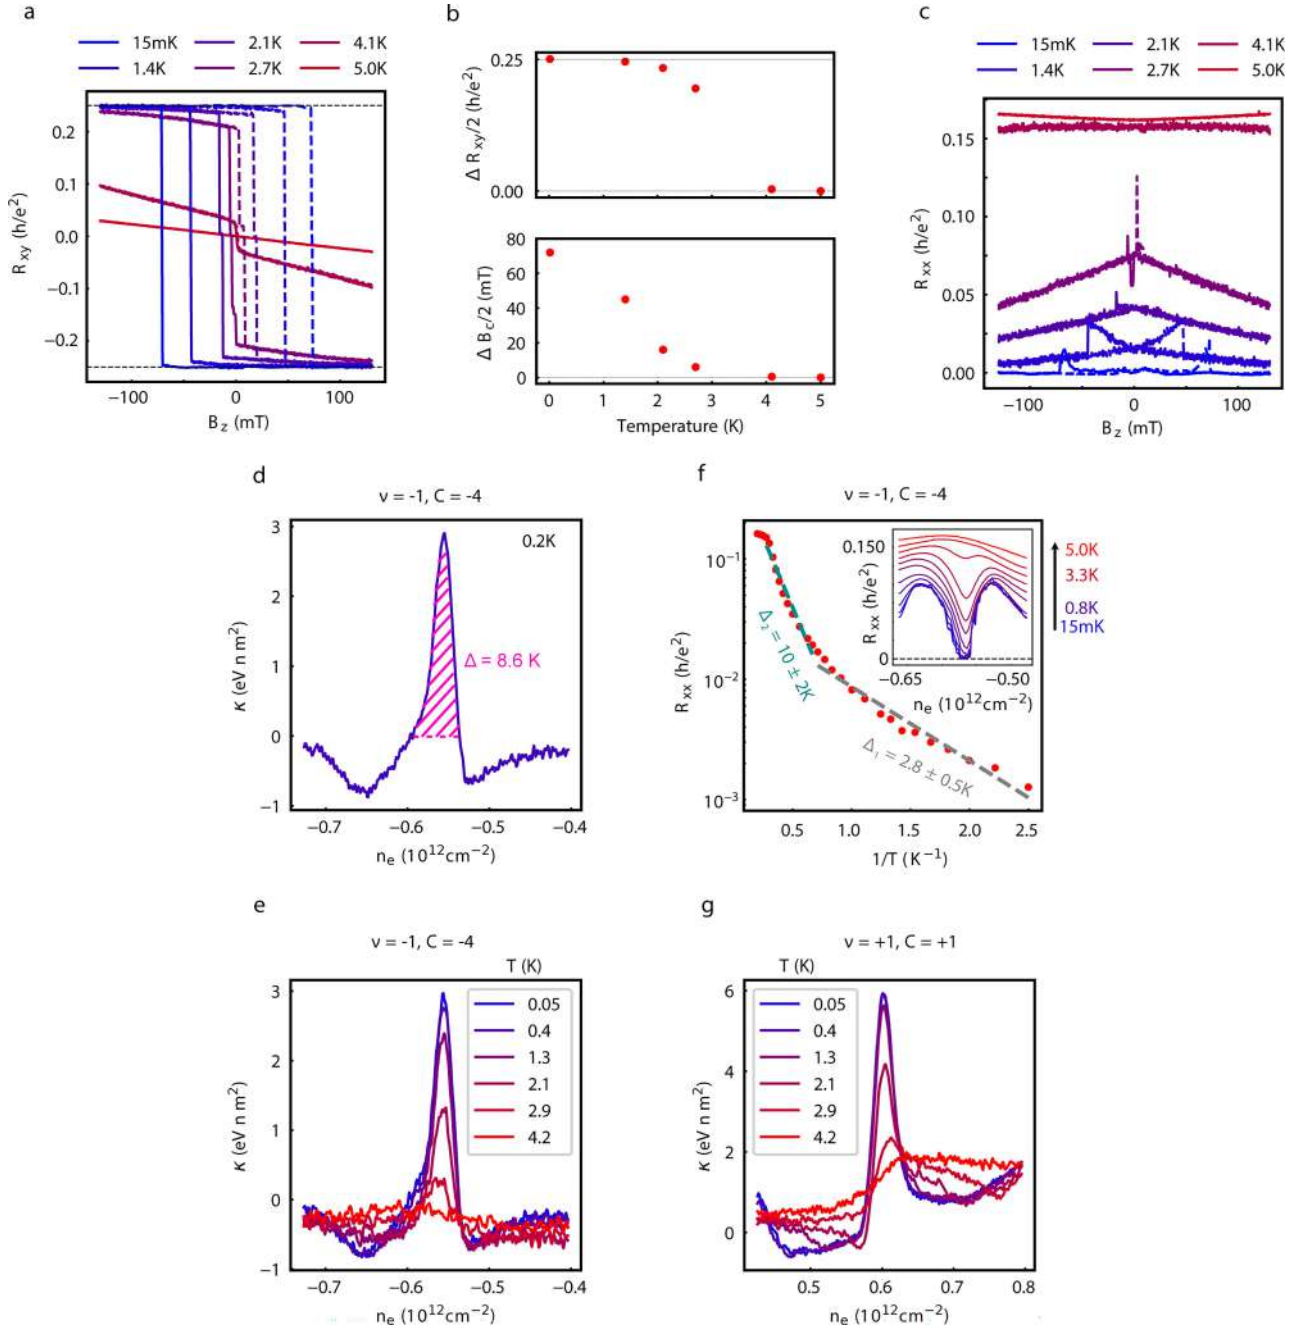 a
15mK
2.1K
4.1K
1.4K
2.7K
5.0K
R_xy (h/e²)
0.2
0.1
0.0
−0.1
−0.2
−100
0
100
B_z (mT)
b
Δ R_xy/2 (h/e²)
0.25
0.00
Δ B_c/2 (mT)
80
60
40
20
0
0
1
2
3
4
5
Temperature (K)
c
15mK
2.1K
4.1K
1.4K
2.7K
5.0K
R_xx (h/e²)
0.15
0.10
0.05
0.00
−100
0
100
B_z (mT)
d
ν = -1, C = -4
κ (eV n m²)
3
2
1
0
−1
0.2K
Δ = 8.6 K
−0.7
−0.6
−0.5
−0.4
n_e (10¹²cm⁻²)
f
ν = -1, C = -4
R_xx (h/e²)
10⁻¹
10⁻²
10⁻³
Δ₂ = 10 ± 2K
Δ₁ = 2.8 ± 0.5K
0.5
1.0
1.5
2.0
2.5
1/T (K⁻¹)
R_xx (h/e²)
0.150
0
−0.65
−0.50
n_e (10¹²cm⁻²)
5.0K
3.3K
0.8K
15mK
e
ν = -1, C = -4
T (K)
0.05
0.4
1.3
2.1
2.9
4.2
κ (eV n m²)
3
2
1
0
−1
−0.7
−0.6
−0.5
−0.4
n_e (10¹²cm⁻²)
g
ν = +1, C = +1
T (K)
0.05
0.4
1.3
2.1
2.9
4.2
κ (eV n m²)
6
4
2
0
0.5
0.6
0.7
0.8
n_e (10¹²cm⁻²)